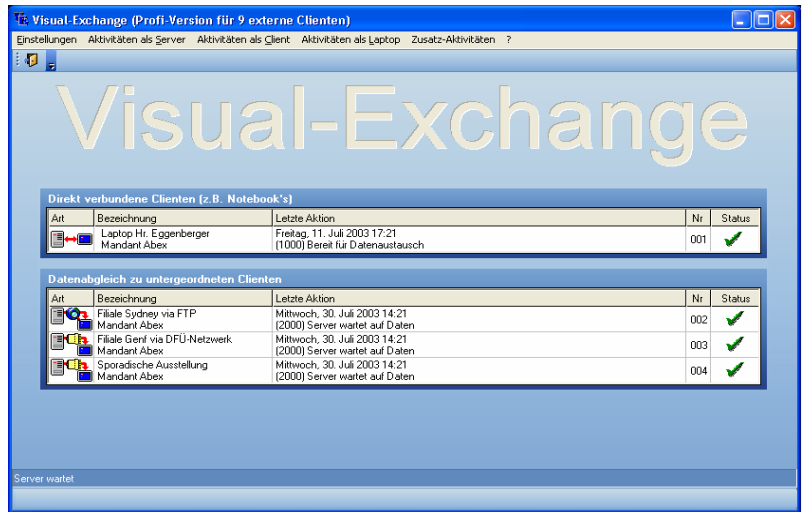 Visual-Exchange (Profi-Version für 9 externe Clienten)
Einstellungen Aktivitäten als Server Aktivitäten als Client Aktivitäten als Laptop Zusatz-Aktivitäten ?
Visual-Exchange
Direkt verbundene Clienten (z.B. Notebook's)
Art Bezeichnung Letzte Aktion Nr Status
Laptop Hr. Eggenberger Freitag, 11. Juli 2003 17:21
Mandant Abex (1000) Bereit für Datenaustausch 001
Datenabgleich zu untergeordneten Clienten
Art Bezeichnung Letzte Aktion Nr Status
Filiale Sydney via FTP Mittwoch, 30. Juli 2003 14:21
Mandant Abex (2000) Server wartet auf Daten 002
Filiale Genf via DFÜ-Netzwerk Mittwoch, 30. Juli 2003 14:21
Mandant Abex (2000) Server wartet auf Daten 003
Sporadische Ausstellung Mittwoch, 30. Juli 2003 14:21
Mandant Abex (2000) Server wartet auf Daten 004
Server wartet